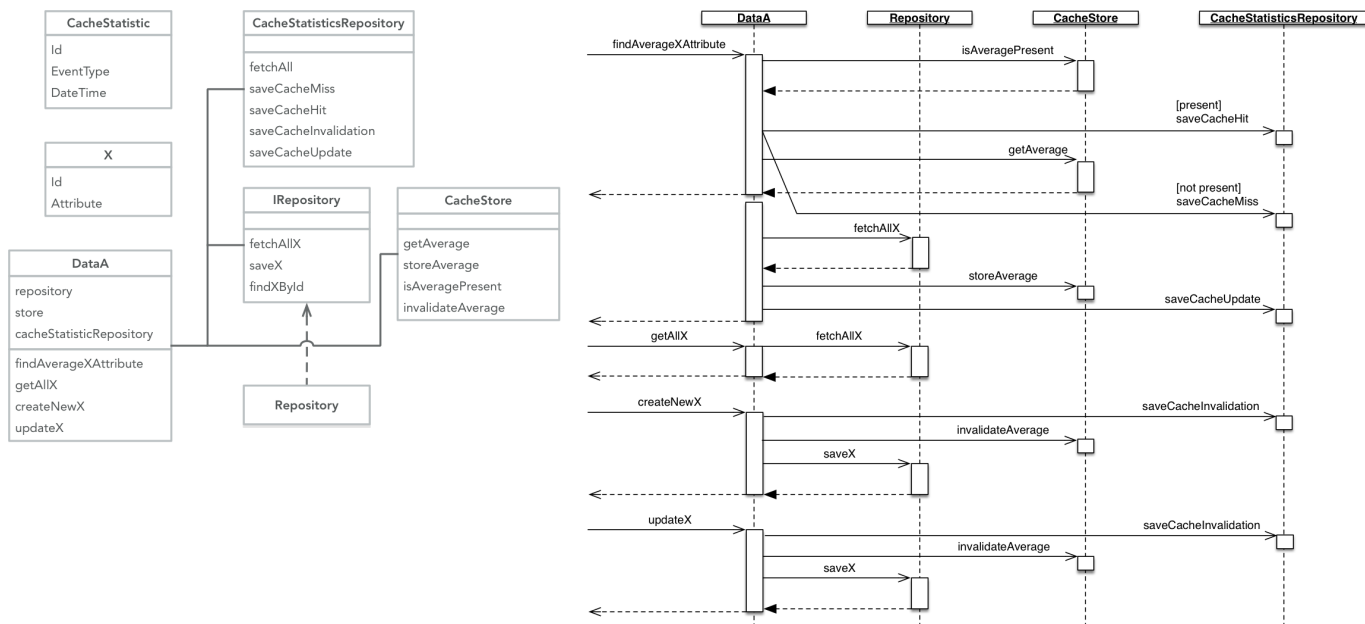 CacheStatistic
Id
EventType
DateTime
CacheStatisticsRepository
fetchAll
saveCacheMiss
saveCacheHit
saveCacheInvalidation
saveCacheUpdate
X
Id
Attribute
IRepository
fetchAllX
saveX
findXById
CacheStore
getAverage
storeAverage
isAveragePresent
invalidateAverage
DataA
repository
store
cacheStatisticRepository
findAverageXAttribute
getAllX
createNewX
updateX
Repository
DataA
Repository
CacheStore
CacheStatisticsRepository
findAverageXAttribute
isAveragePresent
[present]
saveCacheHit
getAverage
[not present]
saveCacheMiss
fetchAllX
storeAverage
saveCacheUpdate
getAllX
fetchAllX
createNewX
saveCacheInvalidation
invalidateAverage
saveX
updateX
saveCacheInvalidation
invalidateAverage
saveX